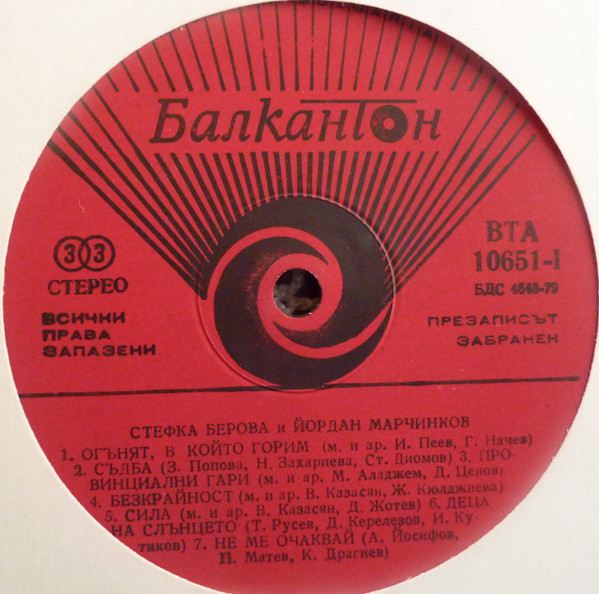 Балкантон
33
СТЕРЕО
ВСИЧКИ
ПРАВА
ЗАПАЗЕНИ
ВТА
10651-I
БДС 4648-79
ПРЕЗАПИСЪТ
ЗАБРАНЕН
СТЕФКА БЕРОВА и ЙОРДАН МАРЧИНКОВ
1. ОГЪНЯТ, В КОЙТО ГОРИМ (м. и ар. И. Пеев, Г. Начев)
2. СЪДБА (З. Попова, Н. Захариева, Ст. Диомов) 3. ПРО-
ВИНЦИАЛНИ ГАРИ (м. и ар. М. Аладжем, Д. Ценов)
4. БЕЗКРАЙНОСТ (м. и ар. В. Казасян, Ж. Кюлджиева)
5. СИЛА (м. и ар. В. Казасян, Д. Жотев) 6. ДЕЦА
НА СЛЪНЦЕТО (Т. Русев, Д. Керелезов, И. Ку-
тиков) 7. НЕ МЕ ОЧАКВАЙ (А. Йосифов,
П. Матев, К. Драгнев)